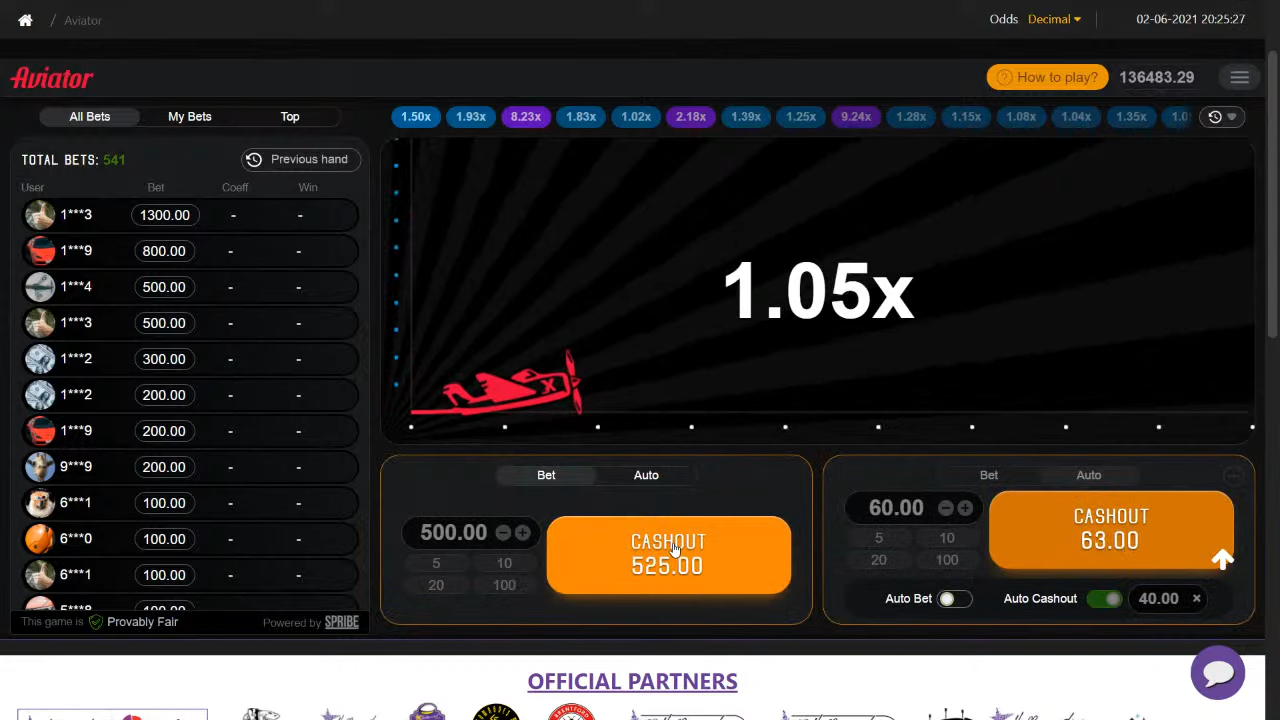 / Aviator
Odds Decimal
02-06-2021 20:25:27
Aviator
? How to play?
136483.29
All Bets My Bets Top
1.50x 1.93x 8.23x 1.83x 1.02x 2.18x 1.39x 1.25x 9.24x 1.28x 1.15x 1.08x 1.04x 1.35x
TOTAL BETS: 541
Previous hand
User Bet Coeff Win
1***3 1300.00 - -
1***9 800.00 - -
1***4 500.00 - -
1***3 500.00 - -
1***2 300.00 - -
1***2 200.00 - -
1***9 200.00 - -
9***9 200.00 - -
6***1 100.00 - -
6***0 100.00 - -
6***1 100.00 - -
This game is Provably Fair
Powered by SPRIBE
1.05x
X
Bet Auto
500.00 - +
5 10
20 100
CASHOUT
525.00
Bet Auto
60.00 - +
5 10
20 100
CASHOUT
63.00
Auto Bet
Auto Cashout 40.00 ×
OFFICIAL PARTNERS